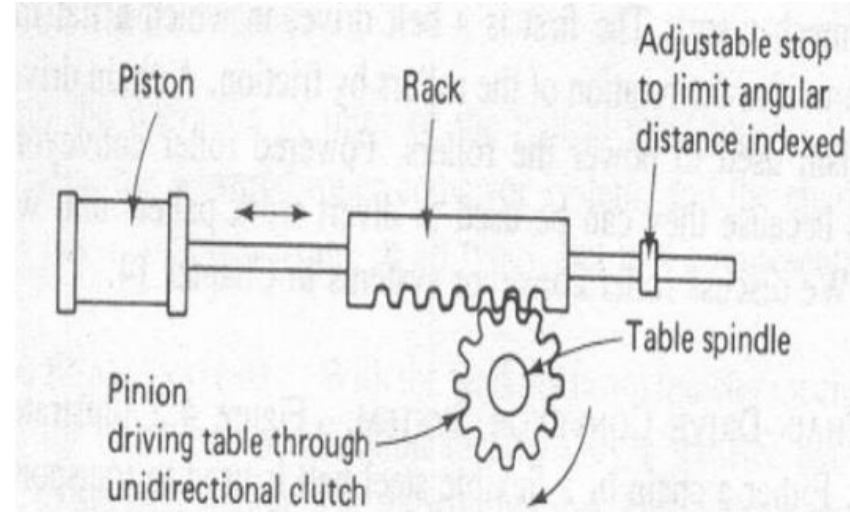 Piston
Rack
Adjustable stop
to limit angular
distance indexed
Table spindle
Pinion
driving table through
unidirectional clutch